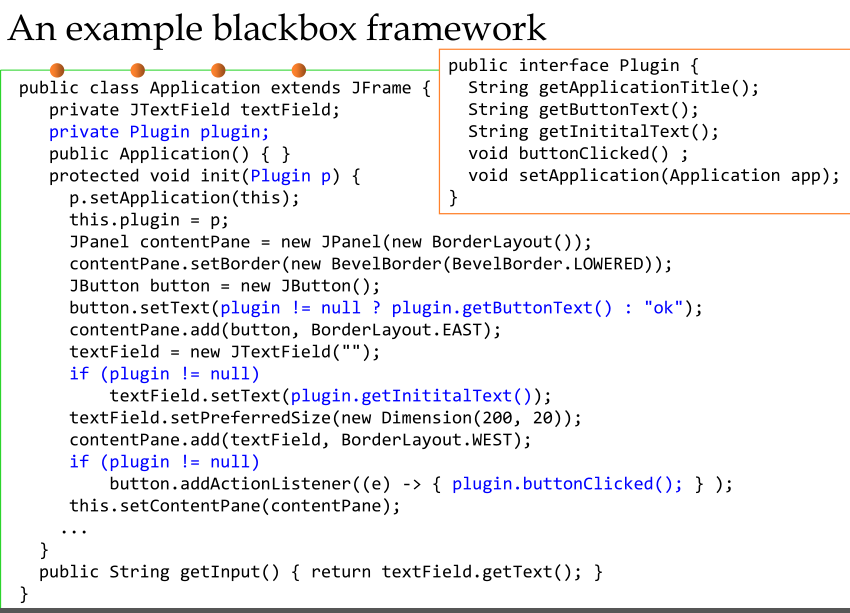 An example blackbox framework
public class Application extends JFrame {
private JTextField textField;
private Plugin plugin;
public Application() { }
protected void init(Plugin p) {
p.setApplication(this);
this.plugin = p;
JPanel contentPane = new JPanel(new BorderLayout());
contentPane.setBorder(new BevelBorder(BevelBorder.LOWERED));
JButton button = new JButton();
button.setText(plugin != null ? plugin.getButtonText() : "ok");
contentPane.add(button, BorderLayout.EAST);
textField = new JTextField("");
if (plugin != null)
textField.setText(plugin.getInititalText());
textField.setPreferredSize(new Dimension(200, 20));
contentPane.add(textField, BorderLayout.WEST);
if (plugin != null)
button.addActionListener((e) -> { plugin.buttonClicked(); } );
this.setContentPane(contentPane);
...
}
public String getInput() { return textField.getText(); }
}
public interface Plugin {
String getApplicationTitle();
String getButtonText();
String getInititalText();
void buttonClicked() ;
void setApplication(Application app);
}